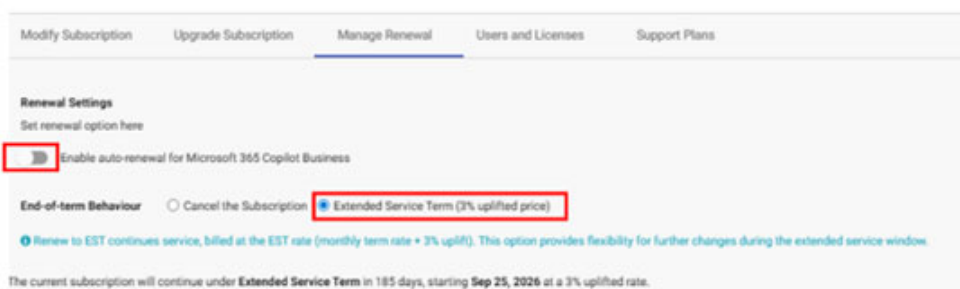 Modify Subscription Upgrade Subscription Manage Renewal Users and Licenses Support Plans
Renewal Settings
Set renewal option here
Enable auto-renewal for Microsoft 365 Copilot Business
End-of-term Behaviour Cancel the Subscription Extended Service Term (3% uplifted price)
Renew to EST continues service, billed at the EST rate (monthly term rate + 3% uplift). This option provides flexibility for further changes during the extended service window.
The current subscription will continue under Extended Service Term in 185 days, starting Sep 25, 2026 at a 3% uplifted rate.